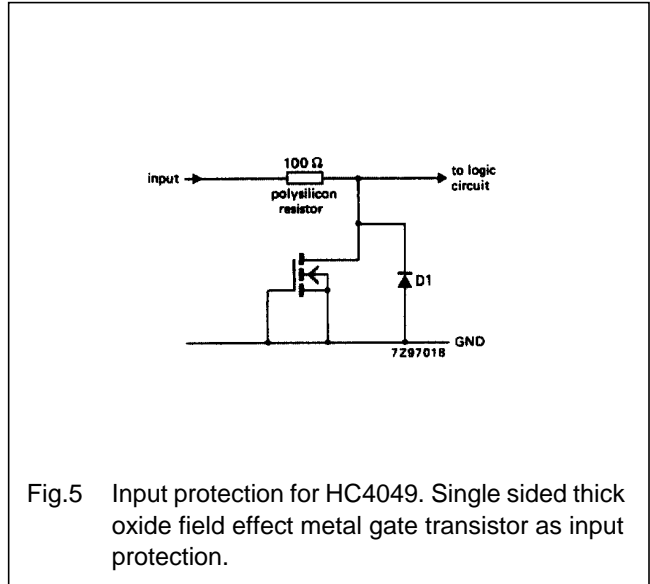 100 Ω
input
to logic
circuit
polysilicon
resistor
D1
GND
7Z97018
Fig.5 Input protection for HC4049. Single sided thick
oxide field effect metal gate transistor as input
protection.